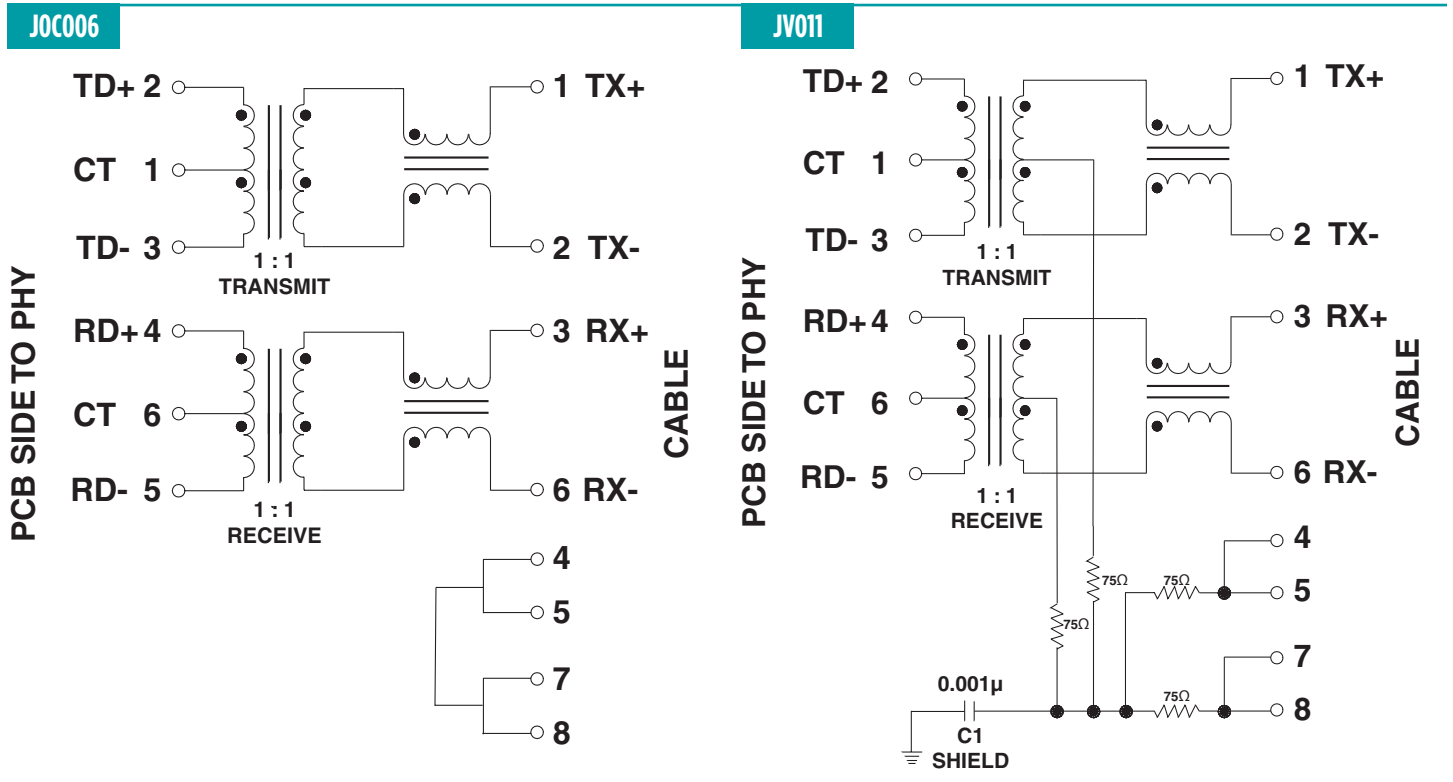 J0C006
TD+ 2
1 TX+
CT 1
TD- 3
2 TX-
1 : 1
TRANSMIT
PCB SIDE TO PHY
RD+ 4
3 RX+
CT 6
CABLE
RD- 5
6 RX-
1 : 1
RECEIVE
4
5
7
8
JV011
TD+ 2
1 TX+
CT 1
TD- 3
2 TX-
1 : 1
TRANSMIT
PCB SIDE TO PHY
RD+ 4
3 RX+
CT 6
CABLE
RD- 5
6 RX-
1 : 1
RECEIVE
4
75Ω
75Ω
5
75Ω
7
0.001µ
75Ω
8
C1
SHIELD